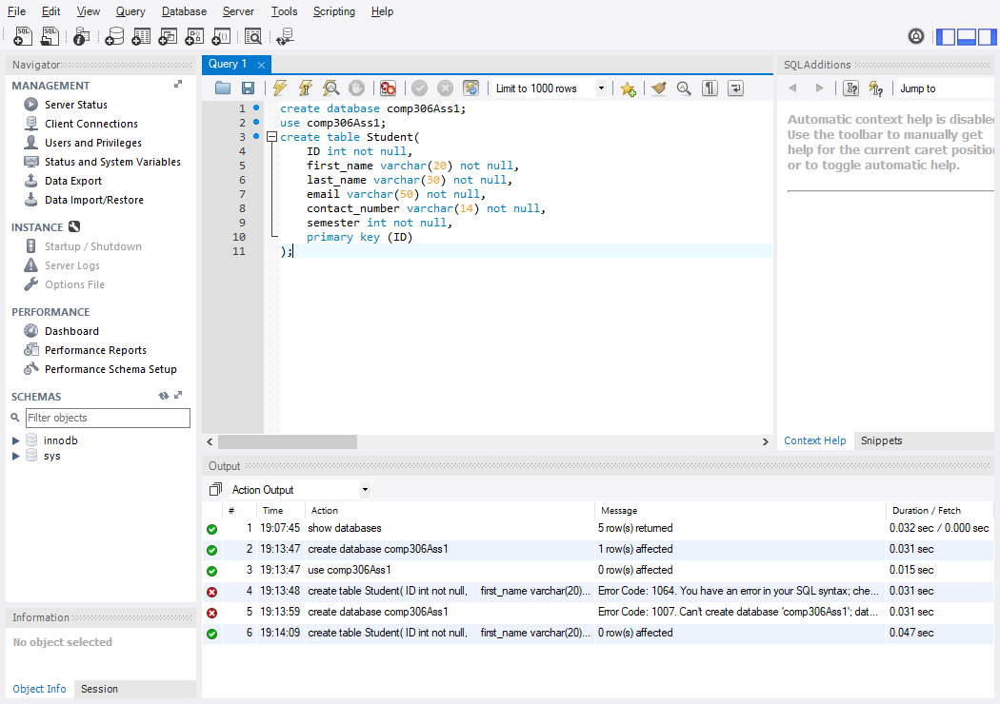 File Edit View Query Database Server Tools Scripting Help
Navigator
MANAGEMENT
Server Status
Client Connections
Users and Privileges
Status and System Variables
Data Export
Data Import/Restore
INSTANCE
Startup / Shutdown
Server Logs
Options File
PERFORMANCE
Dashboard
Performance Reports
Performance Schema Setup
SCHEMAS
Filter objects
innodb
sys
Information
No object selected
Object Info Session
Query 1
Limit to 1000 rows
1 create database comp306Ass1;
2 use comp306Ass1;
3 create table Student(
4 ID int not null,
5 first_name varchar(20) not null,
6 last_name varchar(30) not null,
7 email varchar(50) not null,
8 contact_number varchar(14) not null,
9 semester int not null,
10 primary key (ID)
11 );
SQLAdditions
Jump to
Automatic context help is disabled
Use the toolbar to manually get
help for the current caret position
or to toggle automatic help.
Context Help Snippets
Output
Action Output
# Time Action Message Duration / Fetch
1 19:07:45 show databases 5 row(s) returned 0.032 sec / 0.000 sec
2 19:13:47 create database comp306Ass1 1 row(s) affected 0.031 sec
3 19:13:47 use comp306Ass1 0 row(s) affected 0.015 sec
4 19:13:48 create table Student( ID int not null, first_name varchar(20)... Error Code: 1064. You have an error in your SQL syntax; che... 0.031 sec
5 19:13:59 create database comp306Ass1 Error Code: 1007. Can't create database 'comp306Ass1'; dat... 0.031 sec
6 19:14:09 create table Student( ID int not null, first_name varchar(20)... 0 row(s) affected 0.047 sec